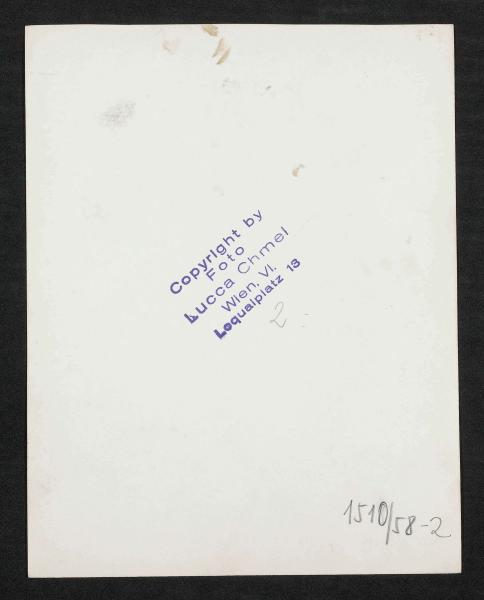 Copyright by
Foto
Lucca Chmel
Wien, VI.
Loquaiplatz 13
2
1510/58-2